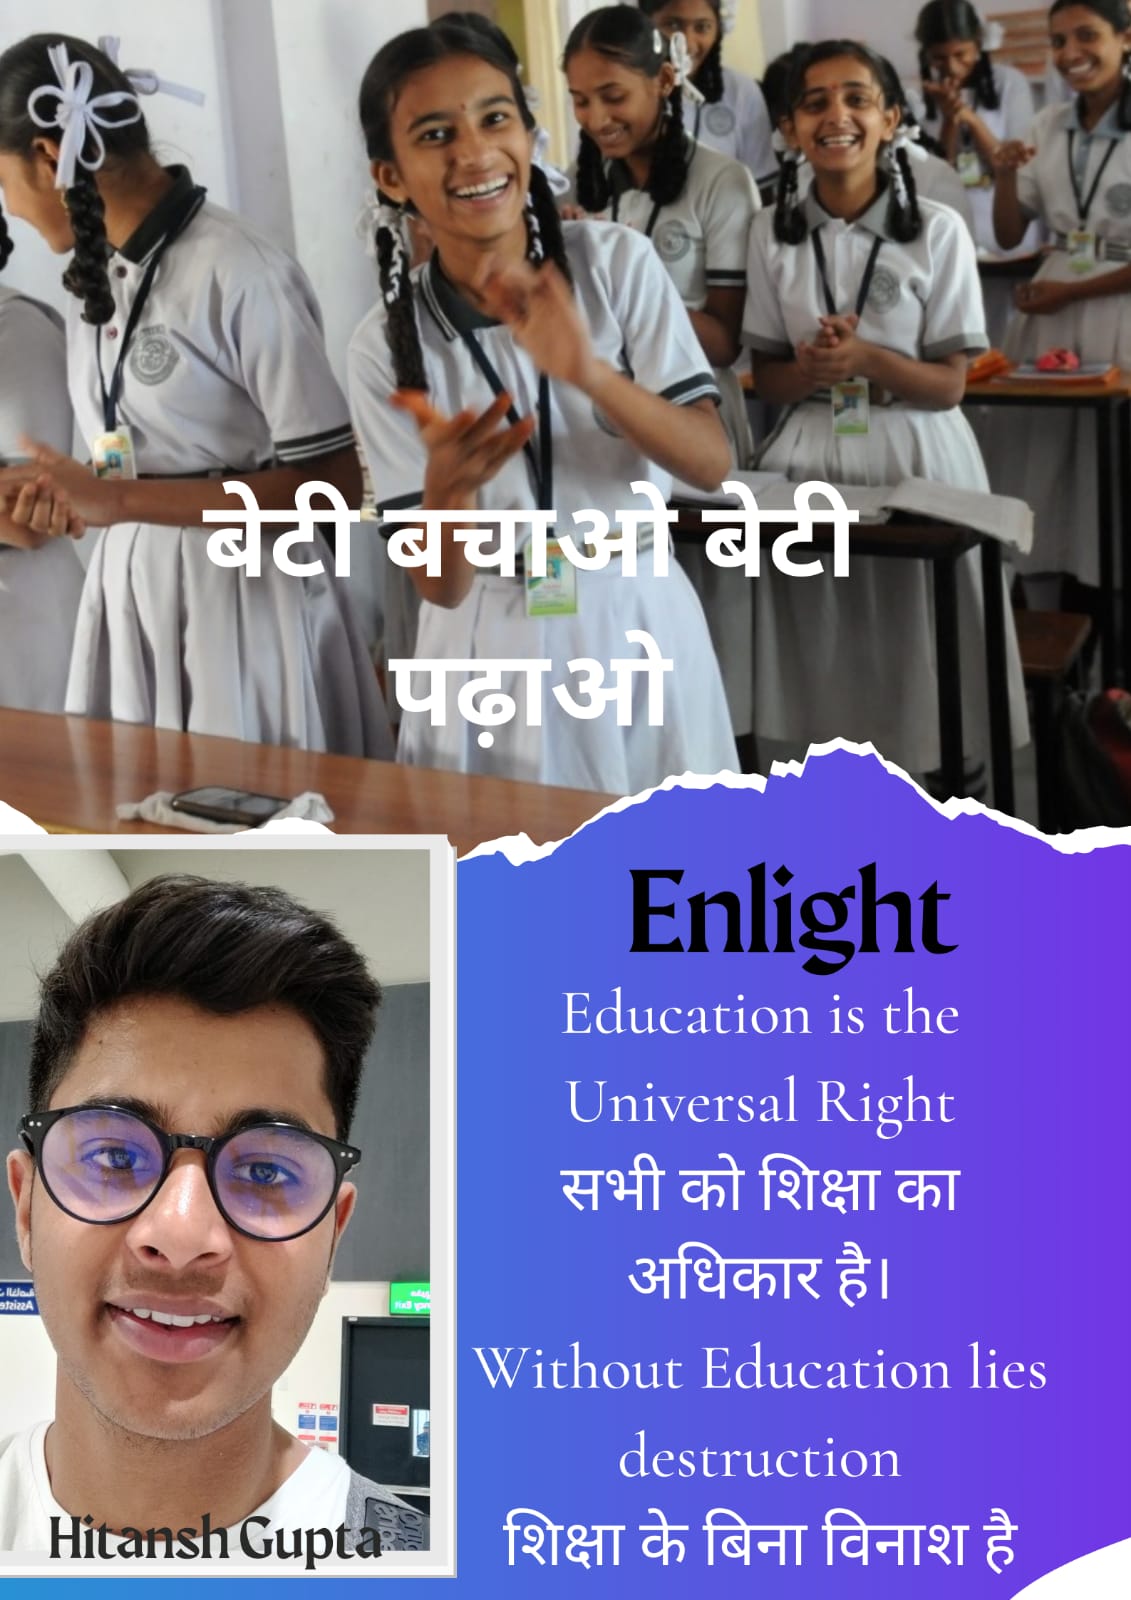 बेटी बचाओ बेटी
पढ़ाओ
Enlight
Education is the
Universal Right
सभी को शिक्षा का
अधिकार है।
Without Education lies
destruction
शिक्षा के बिना विनाश है
Hitansh Gupta